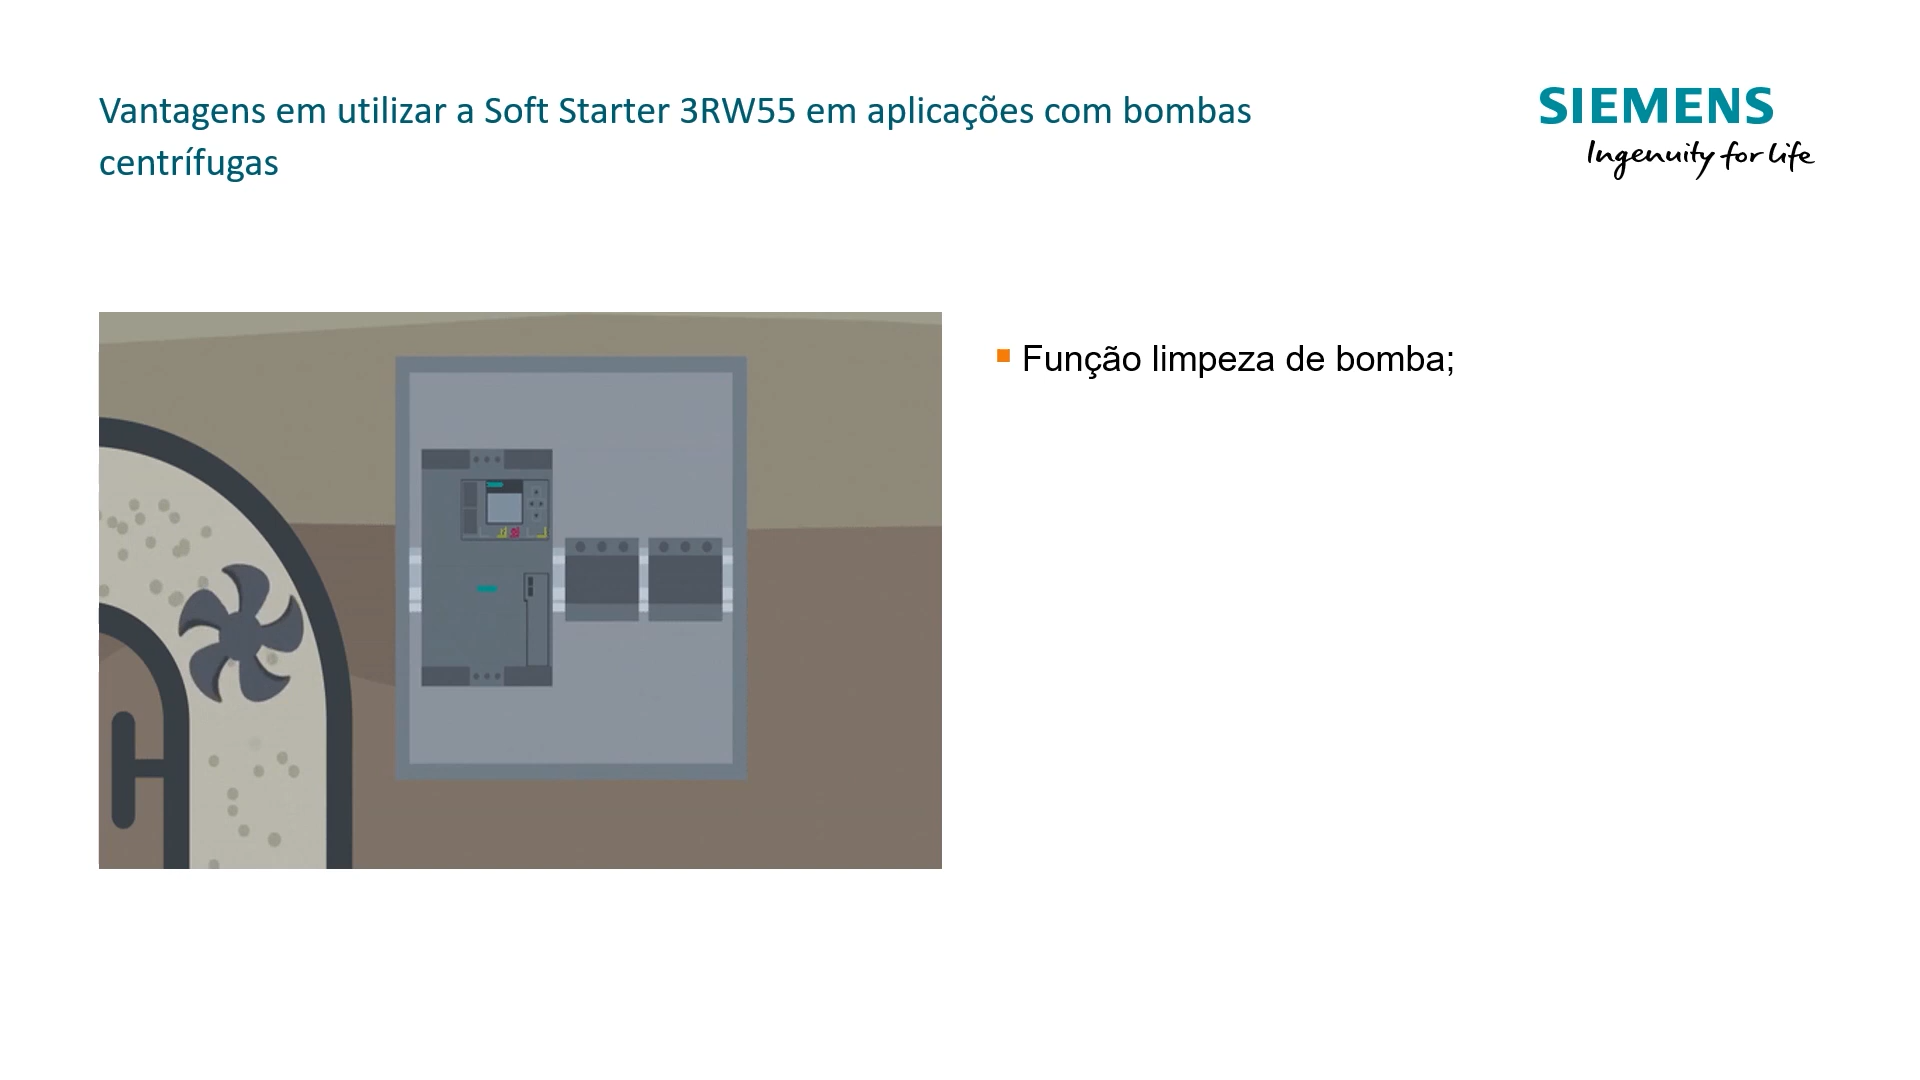 Vantagens em utilizar a Soft Starter 3RW55 em aplicações com bombas
centrífugas
SIEMENS
Ingenuity for life
Função limpeza de bomba;